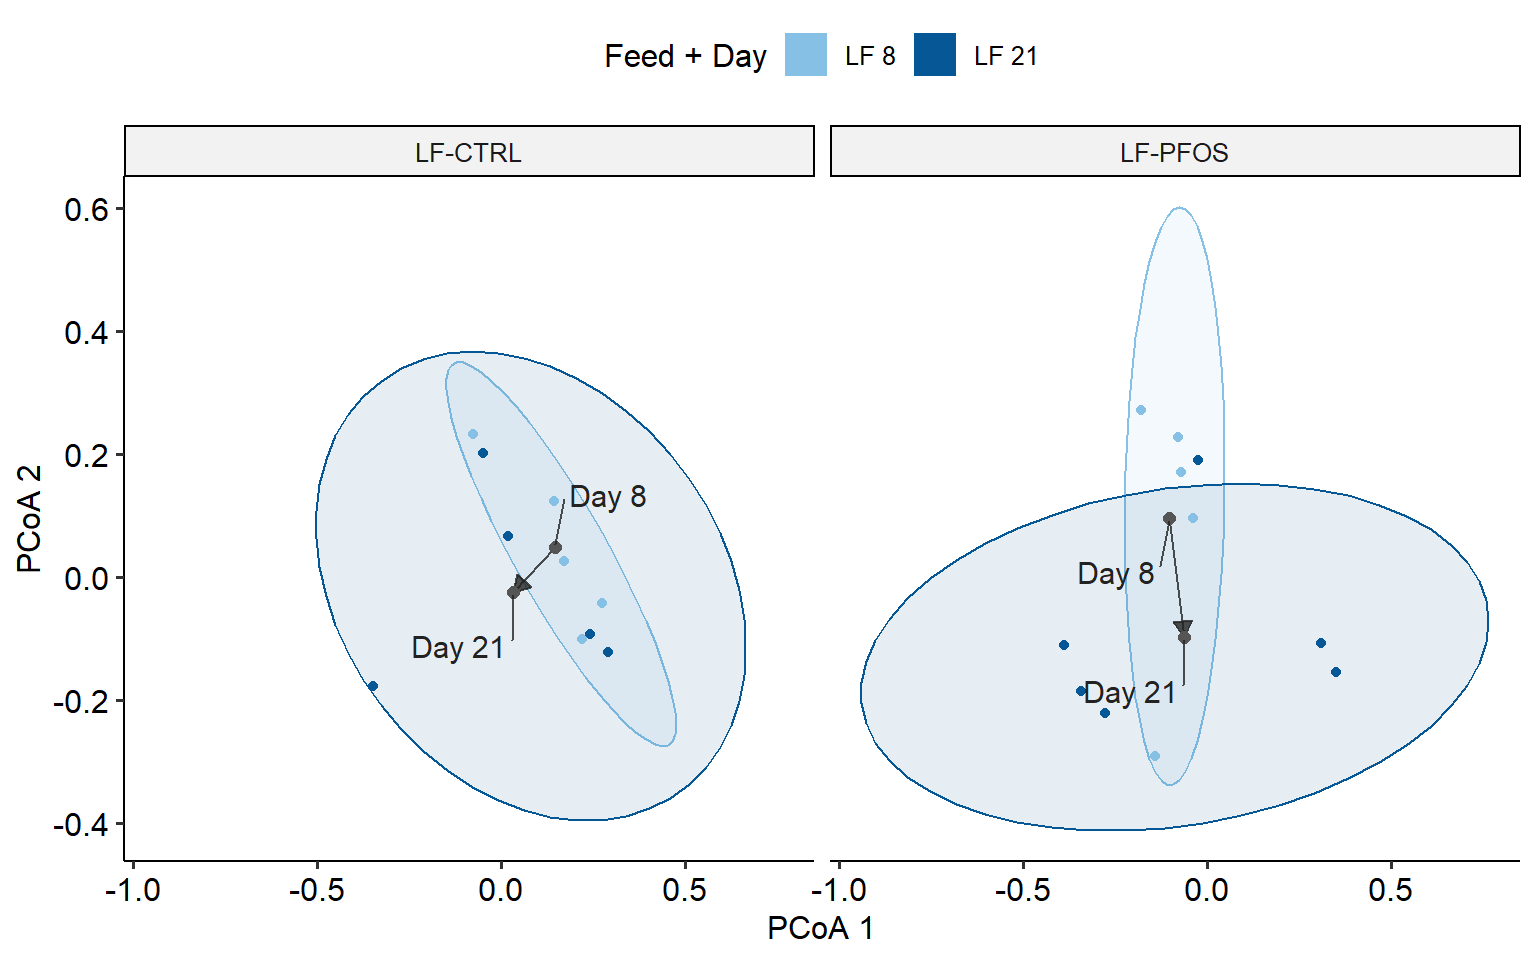 Feed + Day LF 8 LF 21
LF-CTRL LF-PFOS
0.6
0.4
0.2
0.0
-0.2
-0.4
PCoA 2
Day 8
Day 21
Day 8
Day 21
-1.0 -0.5 0.0 0.5 -1.0 -0.5 0.0 0.5
PCoA 1